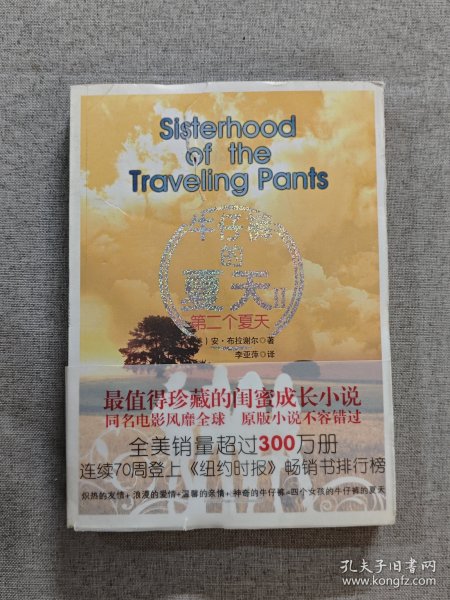 Sisterhood
of the
Traveling Pants
牛仔裤
的
夏天II
第二个夏天
）安·布拉谢尔◎著
李亚萍◎译
最值得珍藏的闺蜜成长小说
同名电影风靡全球 原版小说不容错过
全美销量超过300万册
连续70周登上《纽约时报》畅销书排行榜
炽热的友情+浪漫的爱情+温馨的亲情+神奇的牛仔裤=四个女孩的牛仔裤的夏天
孔夫子旧书网
www.kongfz.com